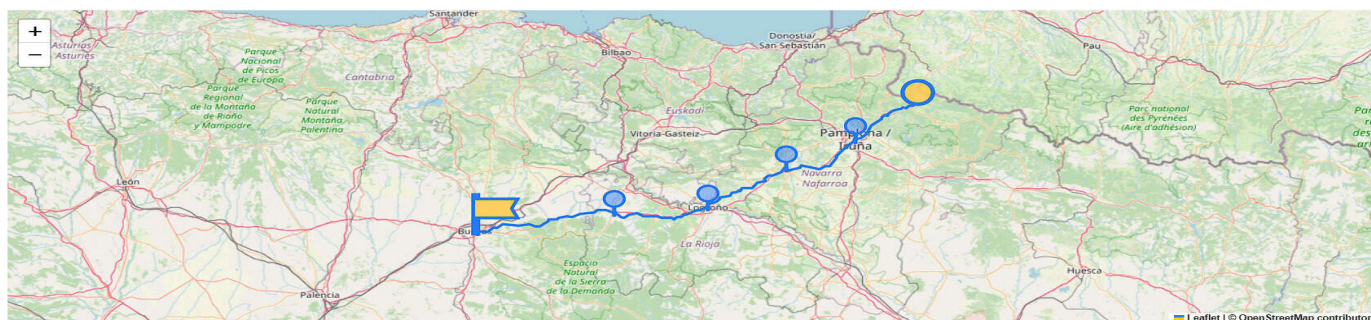 Santander
+
−
Asturias
/ Asturies
Parque
Nacional
de Picos
de Europa
Cantabria
Bilbao
Donostia/
San Sebastián
Pau
Parque
Regional
de la Montaña
de Riaño
y Mampodre
Parque
Natural
Montaña
Palentina
Euskadi
Vitoria-Gasteiz
Pamplona /
Iruña
Parc national
des Pyrénées
(Aire d'adhésion)
León
Navarra
- Nafarroa
Logroño
Burgos
La Rioja
Espacio
Natural
de la Sierra
de la Demanda
Huesca
Palencia
Leaflet | © OpenStreetMap contributor